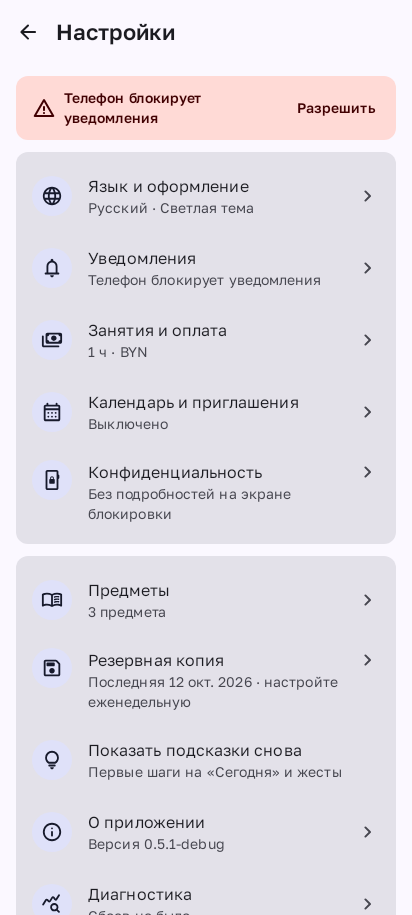 Настройки
Телефон блокирует
уведомления
Разрешить
Язык и оформление
Русский · Светлая тема
Уведомления
Телефон блокирует уведомления
Занятия и оплата
1 ч · BYN
Календарь и приглашения
Выключено
Конфиденциальность
Без подробностей на экране
блокировки
Предметы
3 предмета
Резервная копия
Последняя 12 окт. 2026 · настройте
еженедельную
Показать подсказки снова
Первые шаги на «Сегодня» и жесты
О приложении
Версия 0.5.1-debug
Диагностика